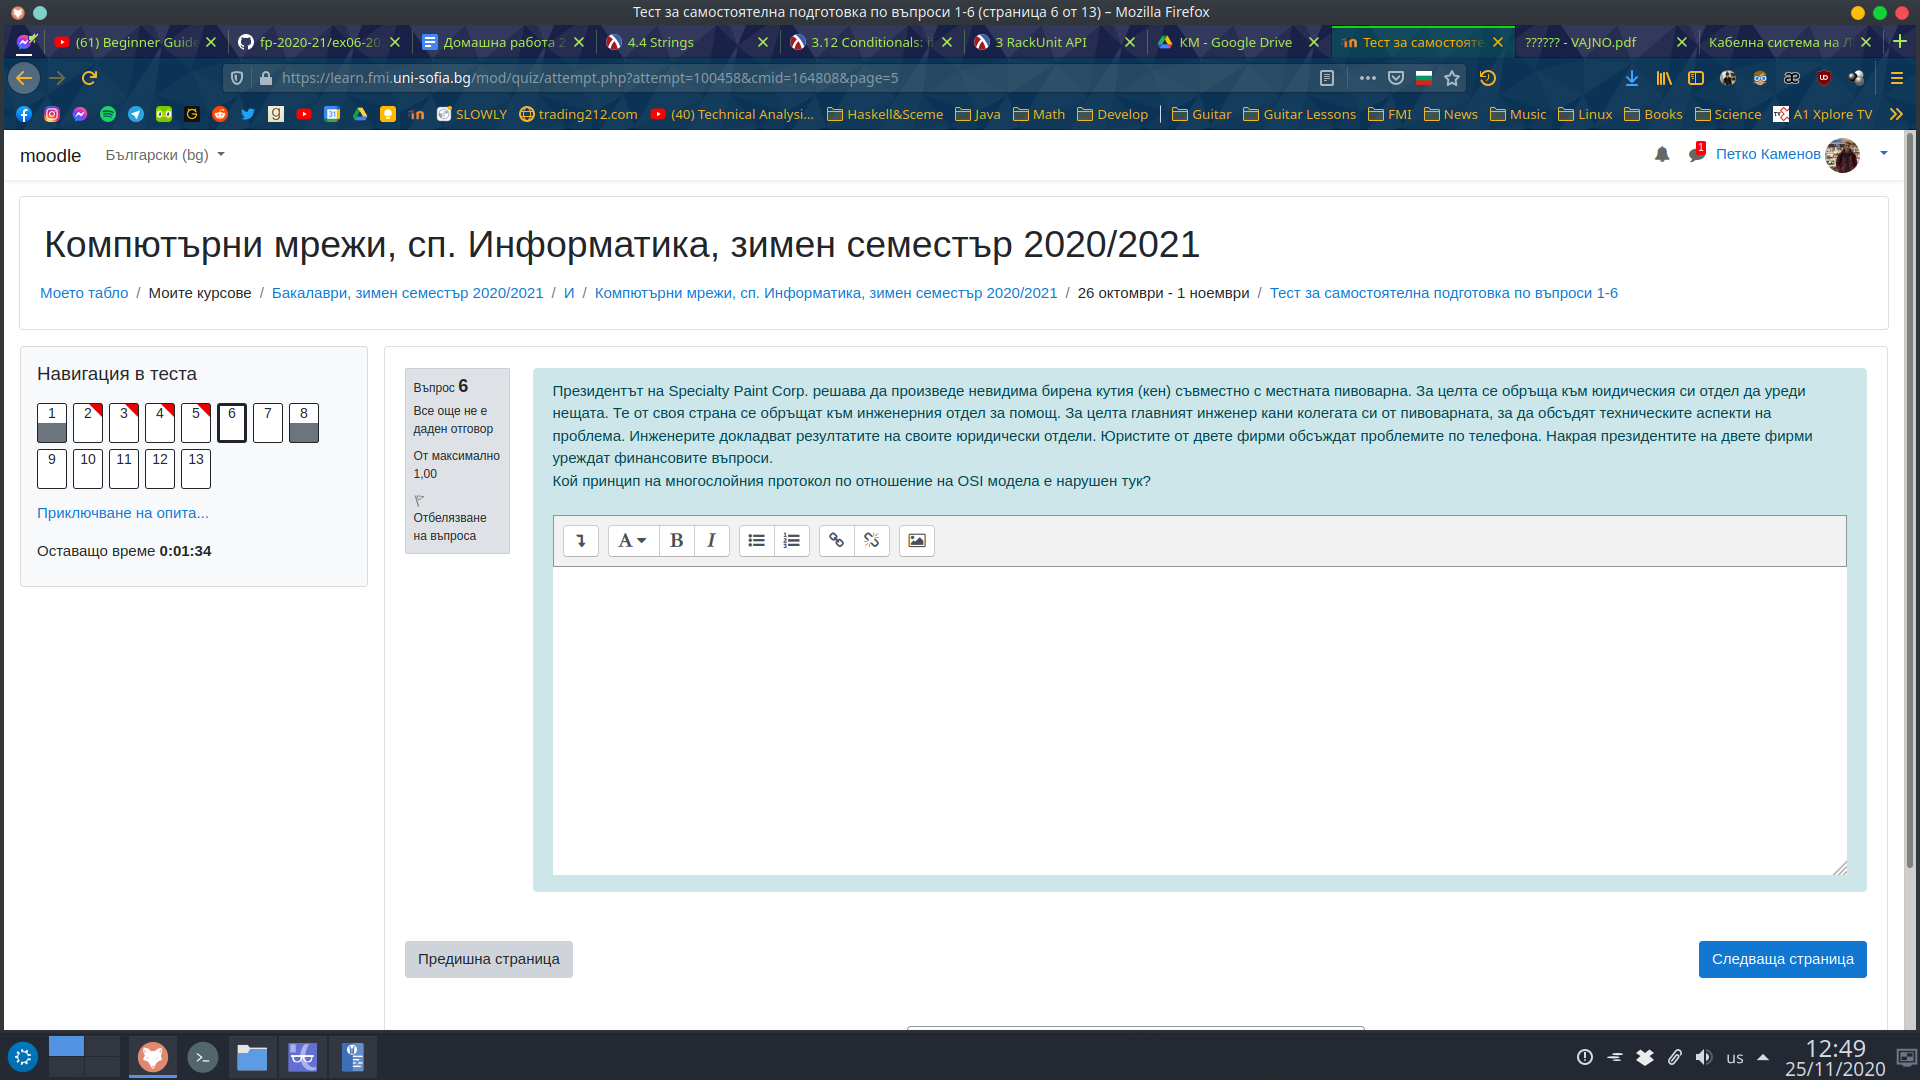 Тест за самостоятелна подготовка по въпроси 1-6 (страница 6 от 13) – Mozilla Firefox
(61) Beginner Guide
fp-2020-21/ex06-20
Домашна работа 2
4.4 Strings
3.12 Conditionals: i
3 RackUnit API
КМ - Google Drive
Тест за самостояте
?????? - VAJNO.pdf
Кабелна система на Л
https://learn.fmi.uni-sofia.bg/mod/quiz/attempt.php?attempt=100458&cmid=164808&page=5
SLOWLY
trading212.com
(40) Technical Analysi...
Haskell&Sceme
Java
Math
Develop
Guitar
Guitar Lessons
FMI
News
Music
Linux
Books
Science
A1 Xplore TV
moodle
Български (bg)
1
Петко Каменов
Компютърни мрежи, сп. Информатика, зимен семестър 2020/2021
Моето табло / Моите курсове / Бакалаври, зимен семестър 2020/2021 / И / Компютърни мрежи, сп. Информатика, зимен семестър 2020/2021 / 26 октомври - 1 ноември / Тест за самостоятелна подготовка по въпроси 1-6
Навигация в теста
1 2 3 4 5 6 7 8
9 10 11 12 13
Приключване на опита...
Оставащо време 0:01:34
Въпрос 6
Все още не е
даден отговор
От максимално
1,00
Отбелязване
на въпроса
Президентът на Specialty Paint Corp. решава да произведе невидима бирена кутия (кен) съвместно с местната пивоварна. За целта се обръща към юидическия си отдел да уреди
нещата. Те от своя страна се обръщат към инженерния отдел за помощ. За целта главният инженер кани колегата си от пивоварната, за да обсъдят техническите аспекти на
проблема. Инженерите докладват резултатите на своите юридически отдели. Юристите от двете фирми обсъждат проблемите по телефона. Накрая президентите на двете фирми
уреждат финансовите въпроси.
Кой принцип на многослойния протокол по отношение на OSI модела е нарушен тук?
A B I
Предишна страница
Следваща страница
us
12:49
25/11/2020